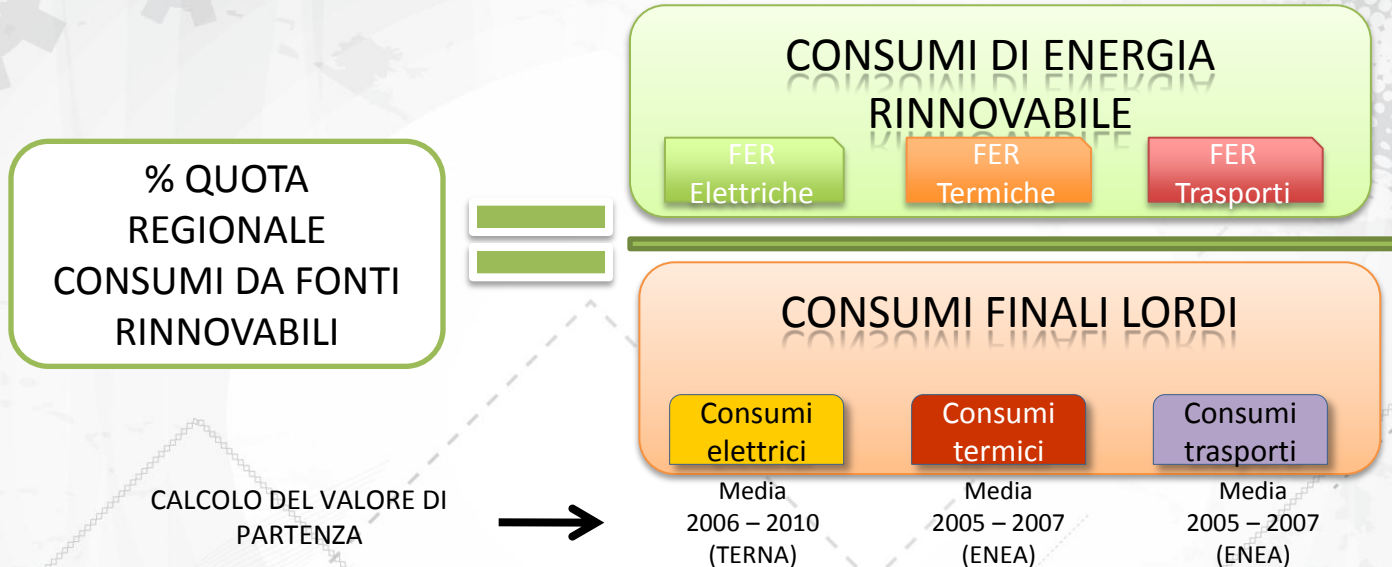 CONSUMI DI ENERGIA
RINNOVABILE
FER
Elettriche
FER
Termiche
FER
Trasporti
% QUOTA
REGIONALE
CONSUMI DA FONTI
RINNOVABILI
CONSUMI FINALI LORDI
Consumi
elettrici
Consumi
termici
Consumi
trasporti
CALCOLO DEL VALORE DI
PARTENZA
Media
2006 – 2010
(TERNA)
Media
2005 – 2007
(ENEA)
Media
2005 – 2007
(ENEA)